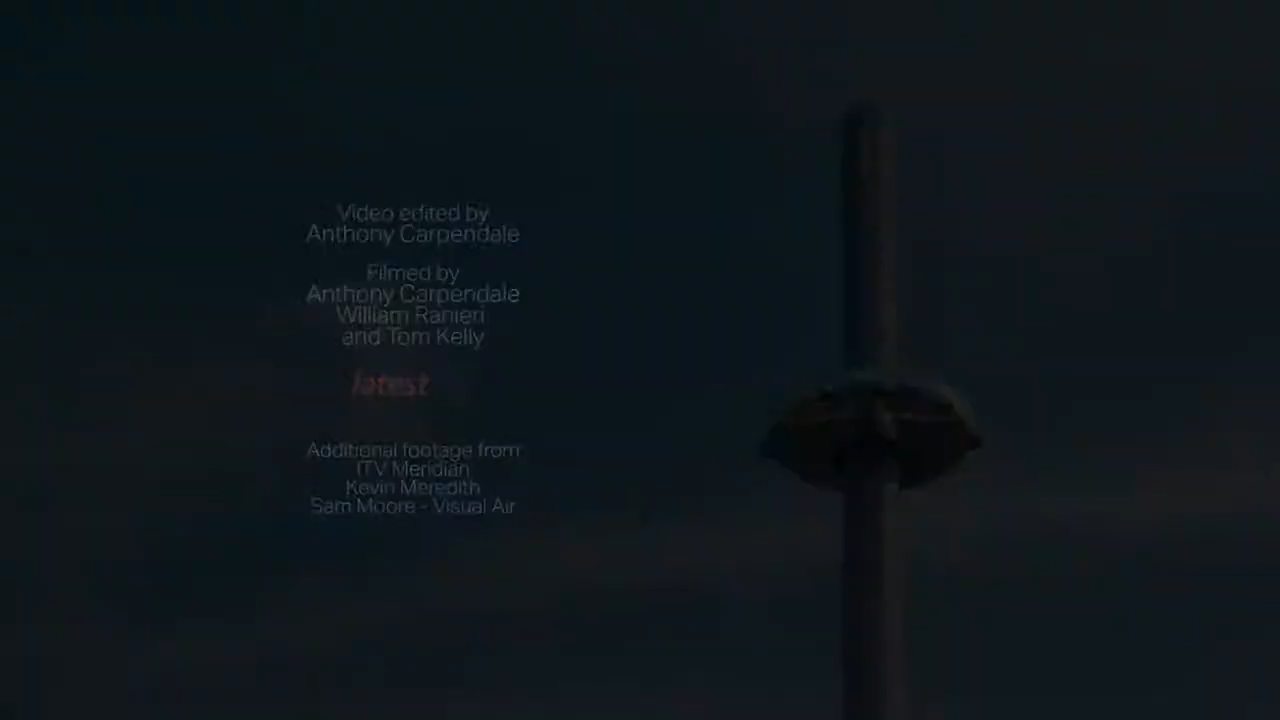 Video edited by
Anthony Carpendale
Filmed by
Anthony Carpendale
William Ranieri
and Tom Kelly
latest
Additional footage from
ITV Meridian
Kevin Meredith
Sam Moore - Visual Air